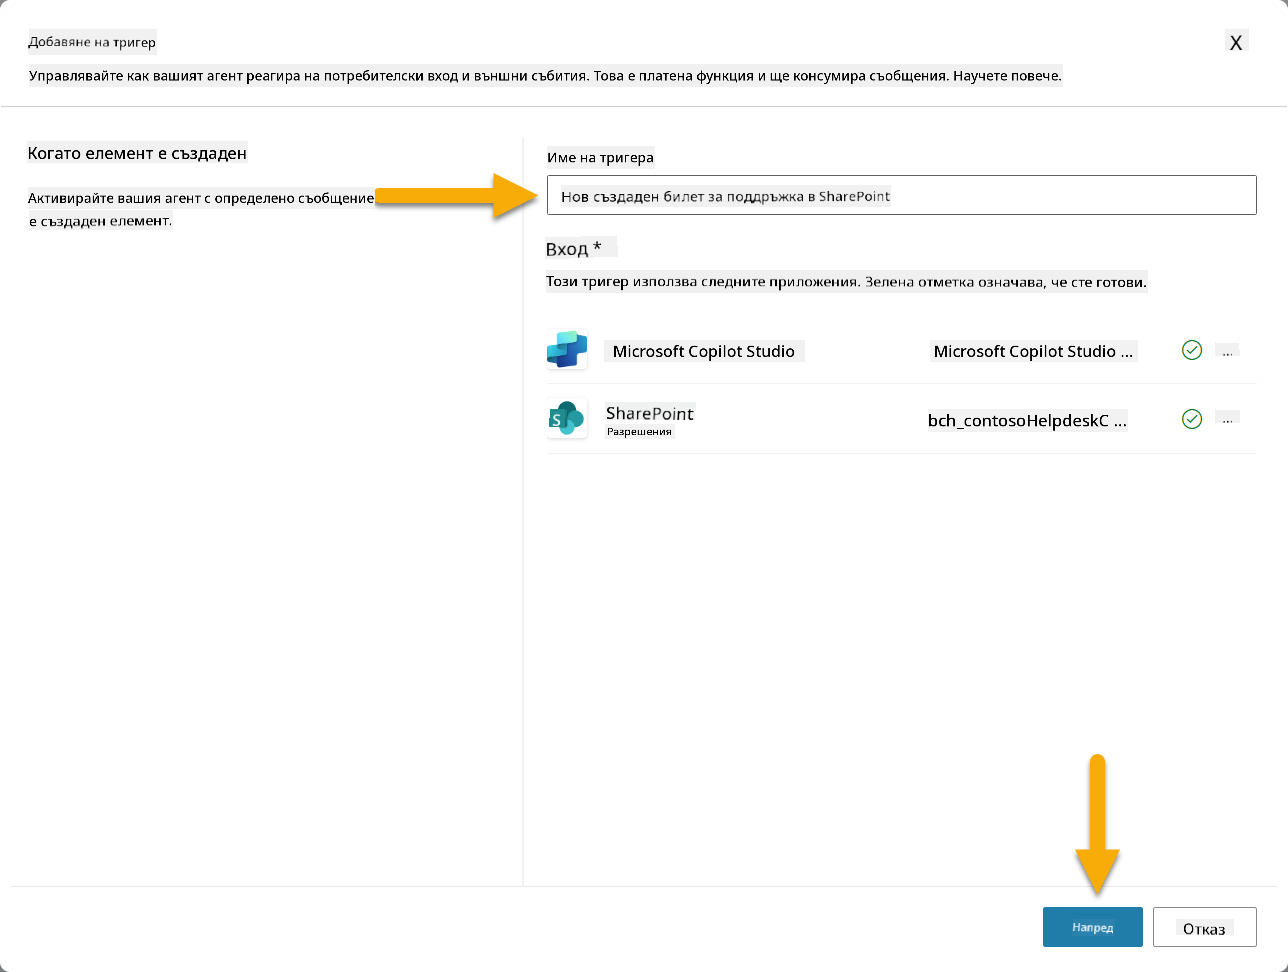 Добавяне на тригер
X
Управлявайте как вашият агент реагира на потребителски вход и външни събития. Това е платена функция и ще консумира съобщения. Научете повече.
Когато елемент е създаден
Активирайте вашия агент с определено съобщение
е създаден елемент.
Име на тригера
Нов създаден билет за поддръжка в SharePoint
Вход *
Този тригер използва следните приложения. Зелена отметка означава, че сте готови.
Microsoft Copilot Studio
Microsoft Copilot Studio ...
...
SharePoint
Разрешения
bch_contosoHelpdeskC ...
...
Напред
Отказ